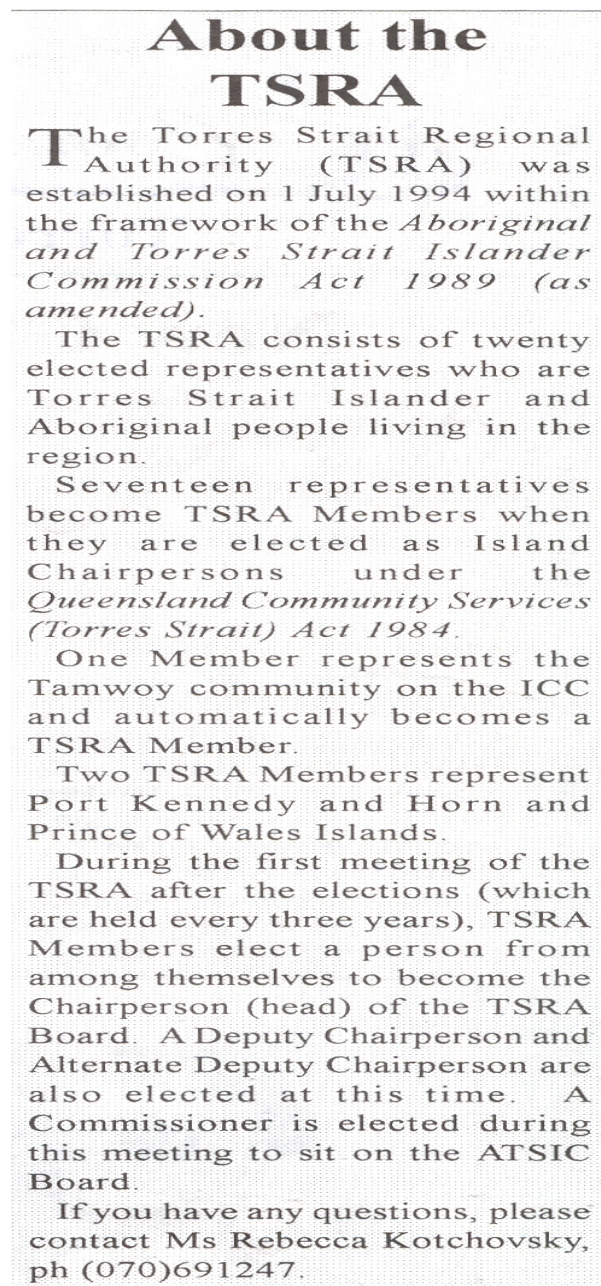 About the
TSRA
The Torres Strait Regional
Authority (TSRA) was
established on 1 July 1994 within
the framework of the Aboriginal
and Torres Strait Islander
Commission Act 1989 (as
amended).
The TSRA consists of twenty
elected representatives who are
Torres Strait Islander and
Aboriginal people living in the
region.
Seventeen representatives
become TSRA Members when
they are elected as Island
Chairpersons under the
Queensland Community Services
(Torres Strait) Act 1984.
One Member represents the
Tamwoy community on the ICC
and automatically becomes a
TSRA Member.
Two TSRA Members represent
Port Kennedy and Horn and
Prince of Wales Islands.
During the first meeting of the
TSRA after the elections (which
are held every three years), TSRA
Members elect a person from
among themselves to become the
Chairperson (head) of the TSRA
Board. A Deputy Chairperson and
Alternate Deputy Chairperson are
also elected at this time. A
Commissioner is elected during
this meeting to sit on the ATSIC
Board.
If you have any questions, please
contact Ms Rebecca Kotchovsky,
ph (070)691247.